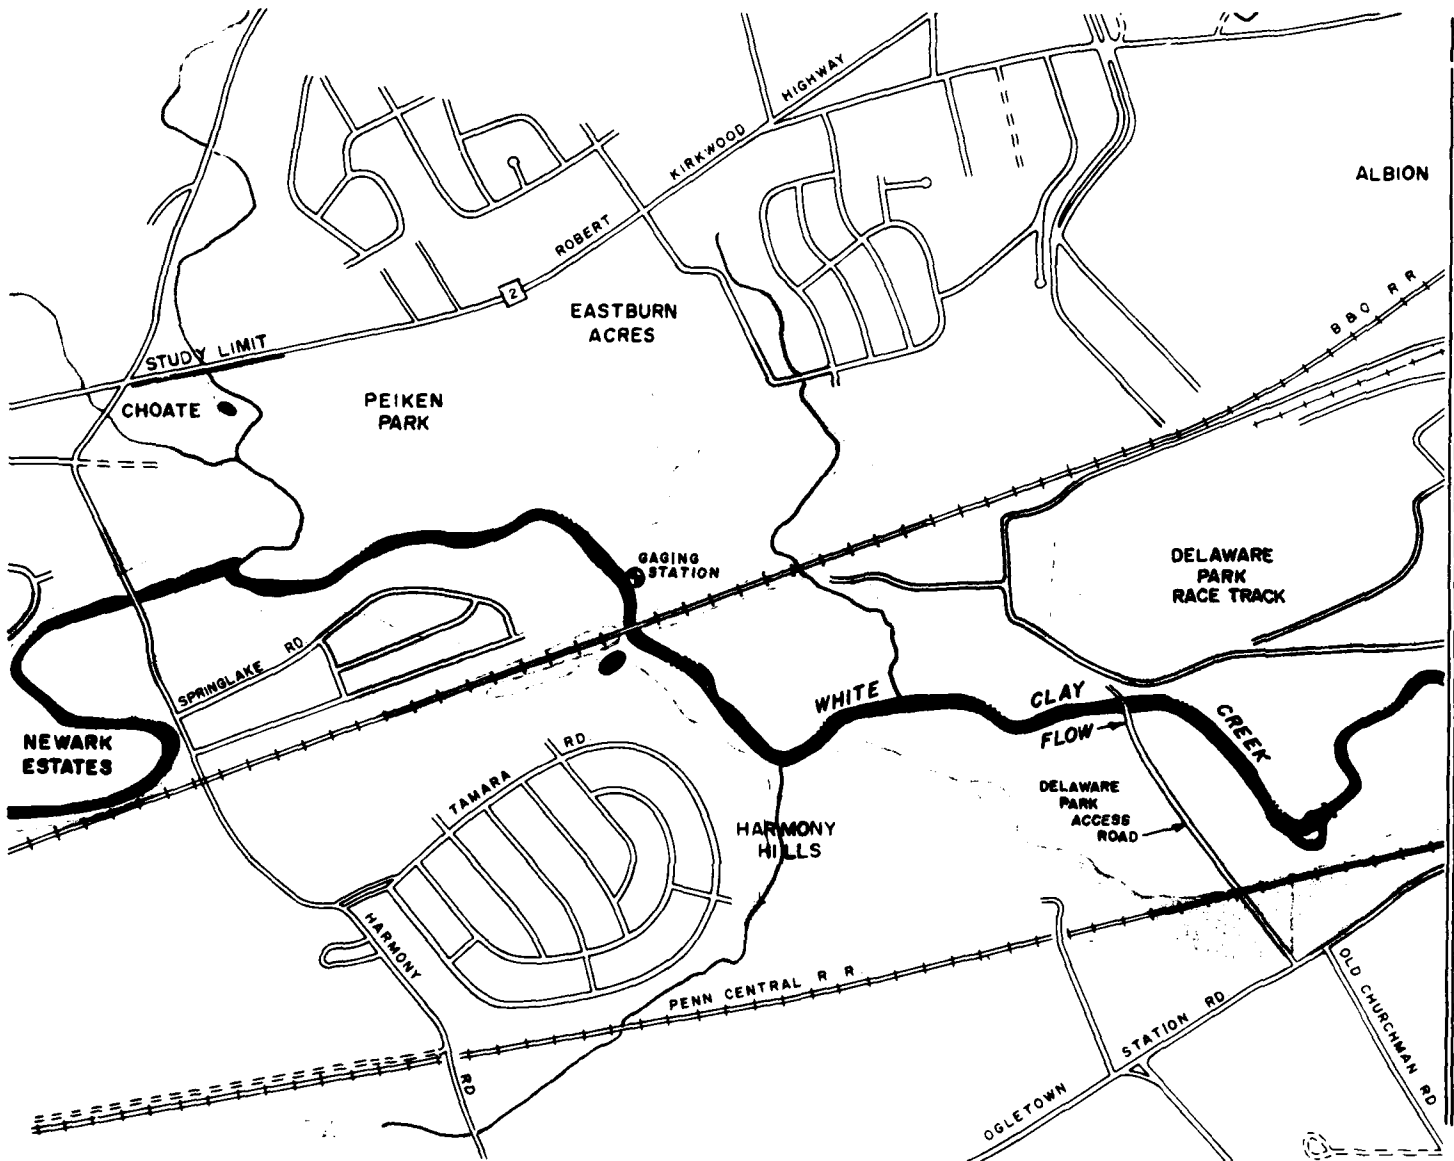 HIGHWAY
KIRKWOOD
ROBERT
2
ALBION
EASTBURN
ACRES
B & O R R
STUDY LIMIT
CHOATE
PEIKEN
PARK
GAGING
STATION
DELAWARE
PARK
RACE TRACK
SPRINGLAKE RD
WHITE CLAY CREEK
FLOW
NEWARK
ESTATES
TAMARA RD
DELAWARE
PARK
ACCESS
ROAD
HARMONY
HILLS
HARMONY RD
PENN CENTRAL R R
OGLETOWN STATION RD
OLD CHURCHMAN RD